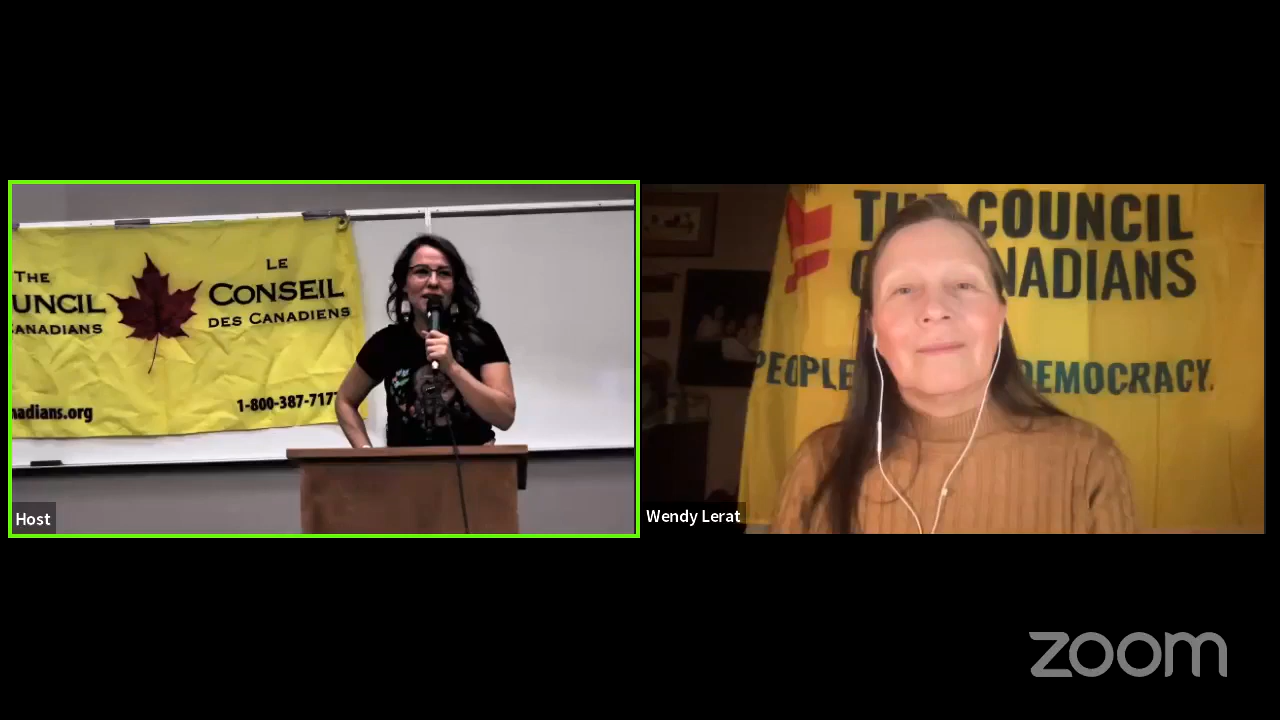 THE
UNCIL
CANADIANS
LE
CONSEIL
DES CANADIENS
nadians.org
1-800-387-717
Host
COUNCIL
NADIANS
PEOPLE
DEMOCRACY.
Wendy Lerat
zoom